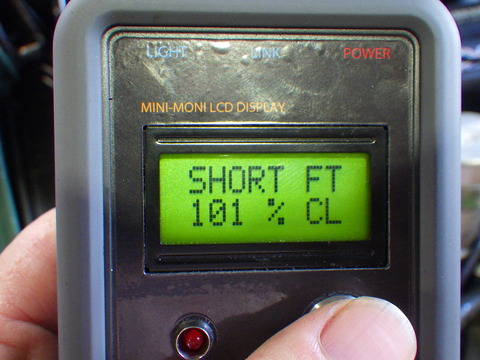 LIGHT LINK POWER
MINI-MONI LCD DISPLAY
SHORT FT
101 % CL